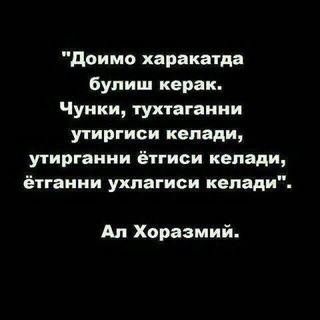 "Доимо харакатда
булиш керак.
Чунки, тухтаганни
утиргиси келади,
утирганни ётгиси келади,
ётганни ухлагиси келади".
Ал Хоразмий.